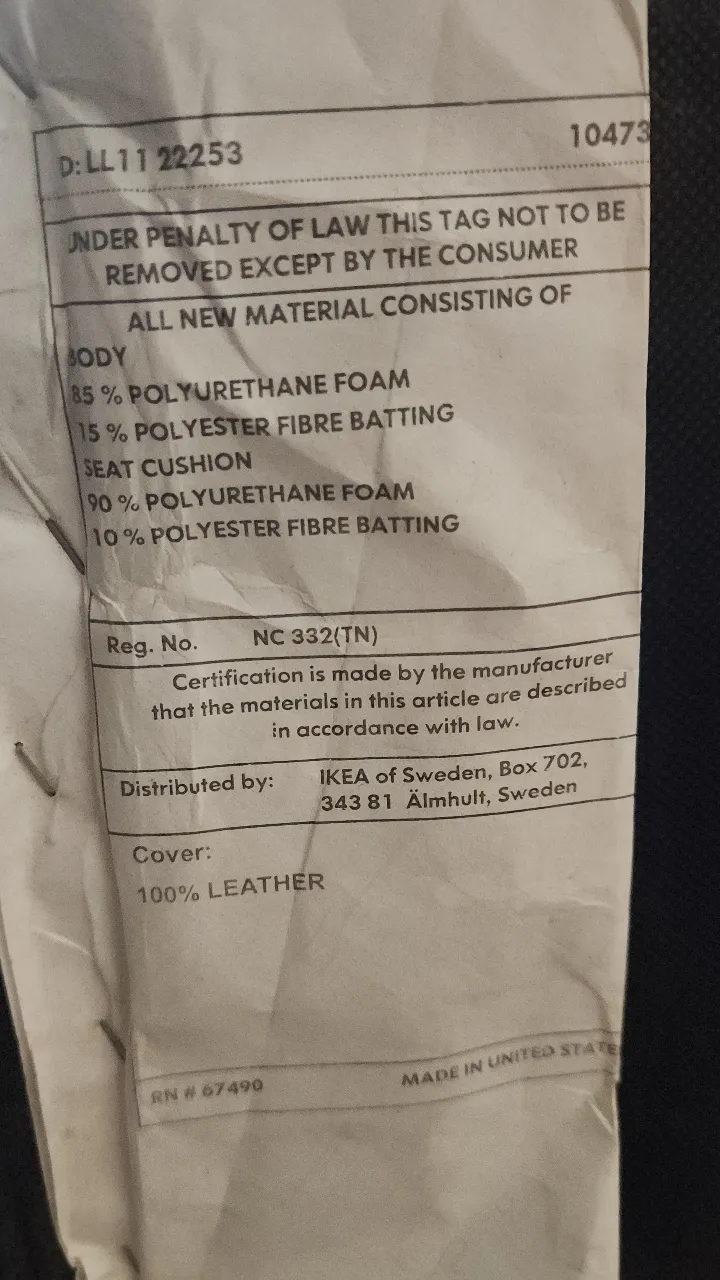 D: LL11 22253 10473
UNDER PENALTY OF LAW THIS TAG NOT TO BE
REMOVED EXCEPT BY THE CONSUMER
ALL NEW MATERIAL CONSISTING OF
BODY
85 % POLYURETHANE FOAM
15 % POLYESTER FIBRE BATTING
SEAT CUSHION
90 % POLYURETHANE FOAM
10 % POLYESTER FIBRE BATTING
Reg. No. NC 332(TN)
Certification is made by the manufacturer
that the materials in this article are described
in accordance with law.
Distributed by: IKEA of Sweden, Box 702,
343 81 Älmhult, Sweden
Cover:
100% LEATHER
RN # 67490 MADE IN UNITED STATE